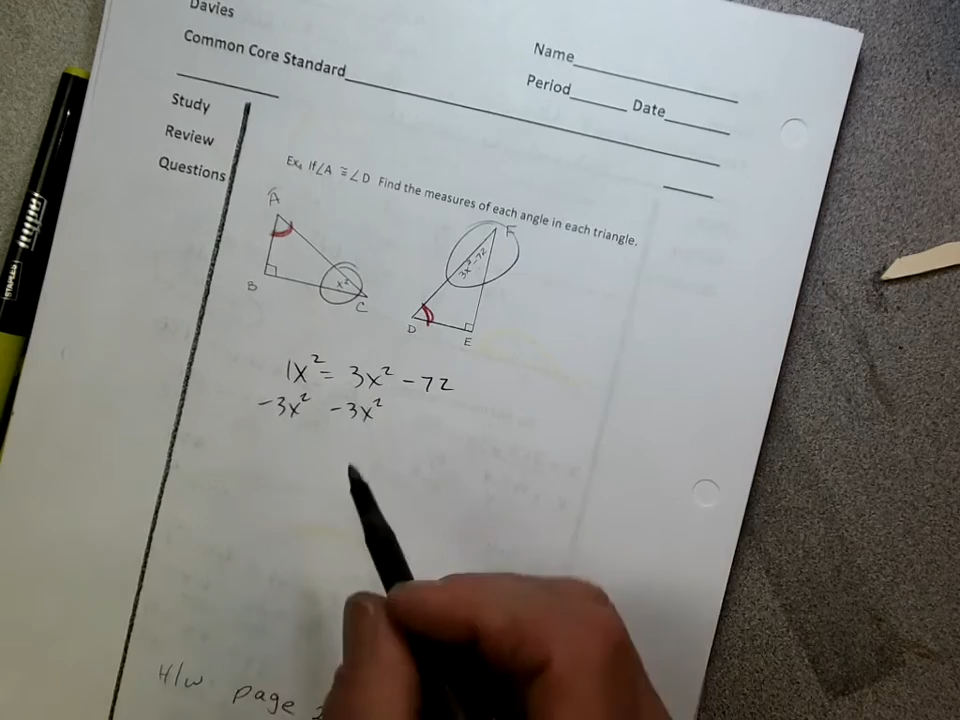 Davies
Common Core Standard
Name
Period Date
Study
Review
Questions
Ex, If ∠A ≅ ∠D Find the measures of each angle in each triangle.
A
B
x²
C
F
3x²-72
D
E
1x² = 3x² - 72
-3x² -3x²
H/w page
STAPLES